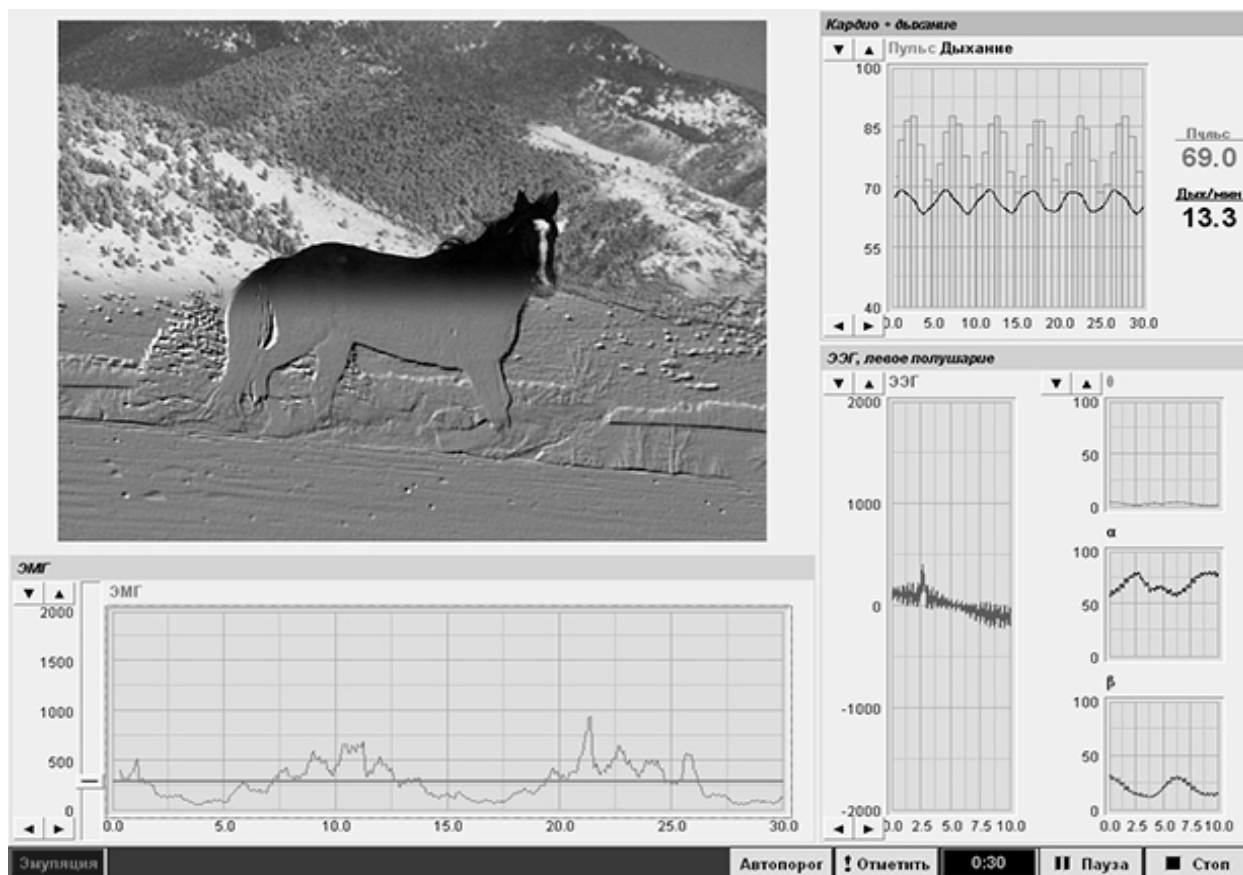 Кардио + дыхание
▼ ▲ Пульс Дыхание
100
85
70
55
40
◄ ► 0.0 5.0 10.0 15.0 20.0 25.0 30.0
Пульс
69.0
Дых/мин
13.3
ЭЭГ, левое полушарие
▼ ▲ ЭЭГ
2000
1000
0
-1000
-2000
◄ ► 0.0 2.5 5.0 7.5 10.0
▼ ▲ θ
100
50
0
α
100
50
0
β
100
50
0
0.0 2.5 5.0 7.5 10.0
ЭМГ
▼ ▲ ЭМГ
2000
1500
1000
500
0
◄ ► 0.0 5.0 10.0 15.0 20.0 25.0 30.0
Эмуляция Автопорог ! Отметить 0:30 Пауза Стоп